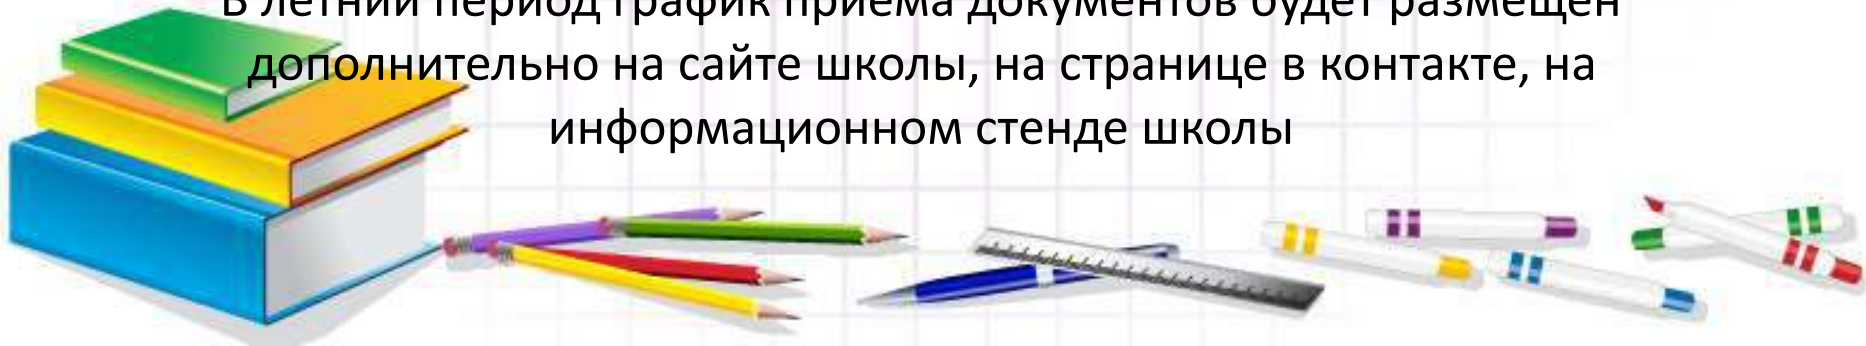 В летний период график приема документов будет размещен
дополнительно на сайте школы, на странице в контакте, на
информационном стенде школы